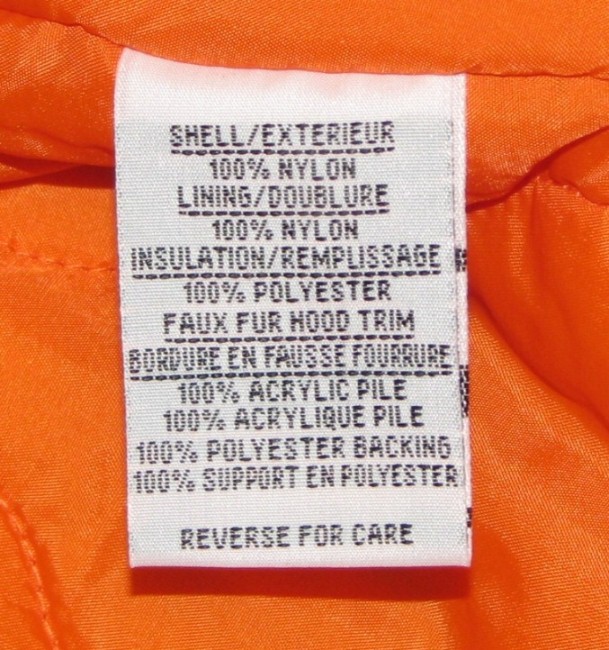 SHELL/EXTERIEUR
100% NYLON
LINING/DOUBLURE
100% NYLON
INSULATION/REMPLISSAGE
100% POLYESTER
FAUX FUR HOOD TRIM
BORDURE EN FAUSSE FOURRURE
100% ACRYLIC PILE
100% ACRYLIQUE PILE
100% POLYESTER BACKING
100% SUPPORT EN POLYESTER
REVERSE FOR CARE